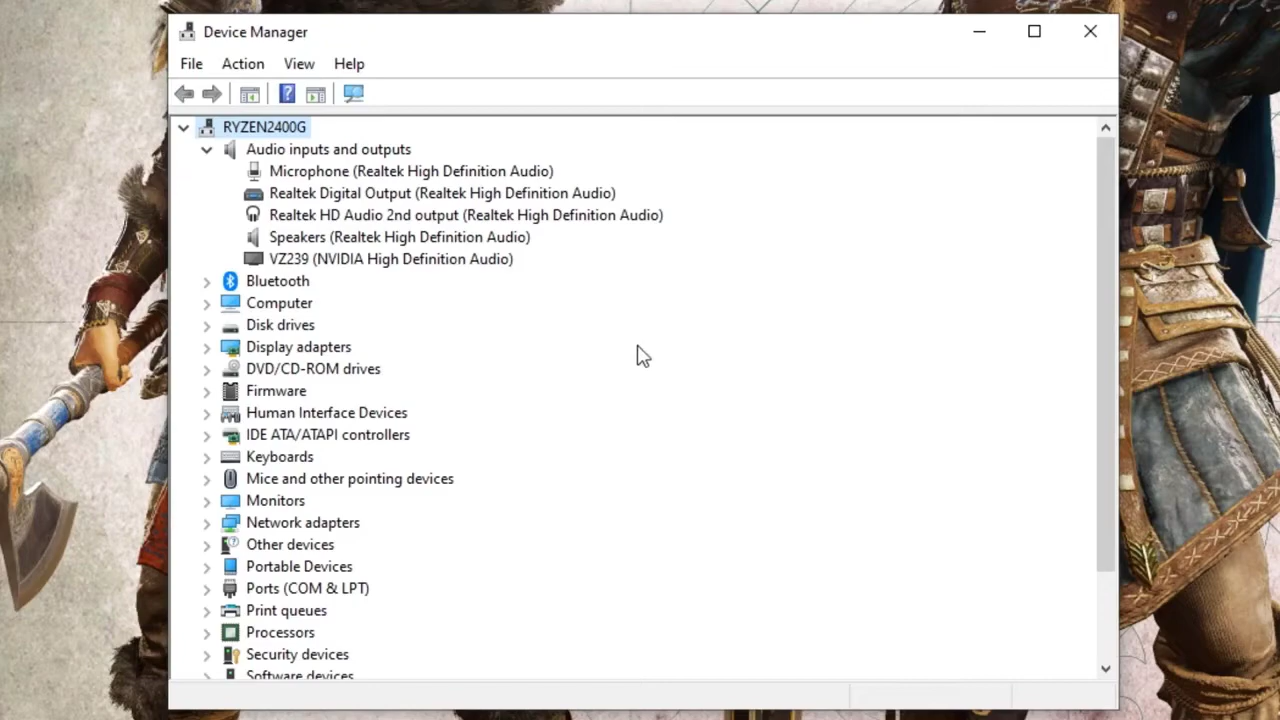 Device Manager
File Action View Help
RYZEN2400G
Audio inputs and outputs
Microphone (Realtek High Definition Audio)
Realtek Digital Output (Realtek High Definition Audio)
Realtek HD Audio 2nd output (Realtek High Definition Audio)
Speakers (Realtek High Definition Audio)
VZ239 (NVIDIA High Definition Audio)
Bluetooth
Computer
Disk drives
Display adapters
DVD/CD-ROM drives
Firmware
Human Interface Devices
IDE ATA/ATAPI controllers
Keyboards
Mice and other pointing devices
Monitors
Network adapters
Other devices
Portable Devices
Ports (COM & LPT)
Print queues
Processors
Security devices
Software devices